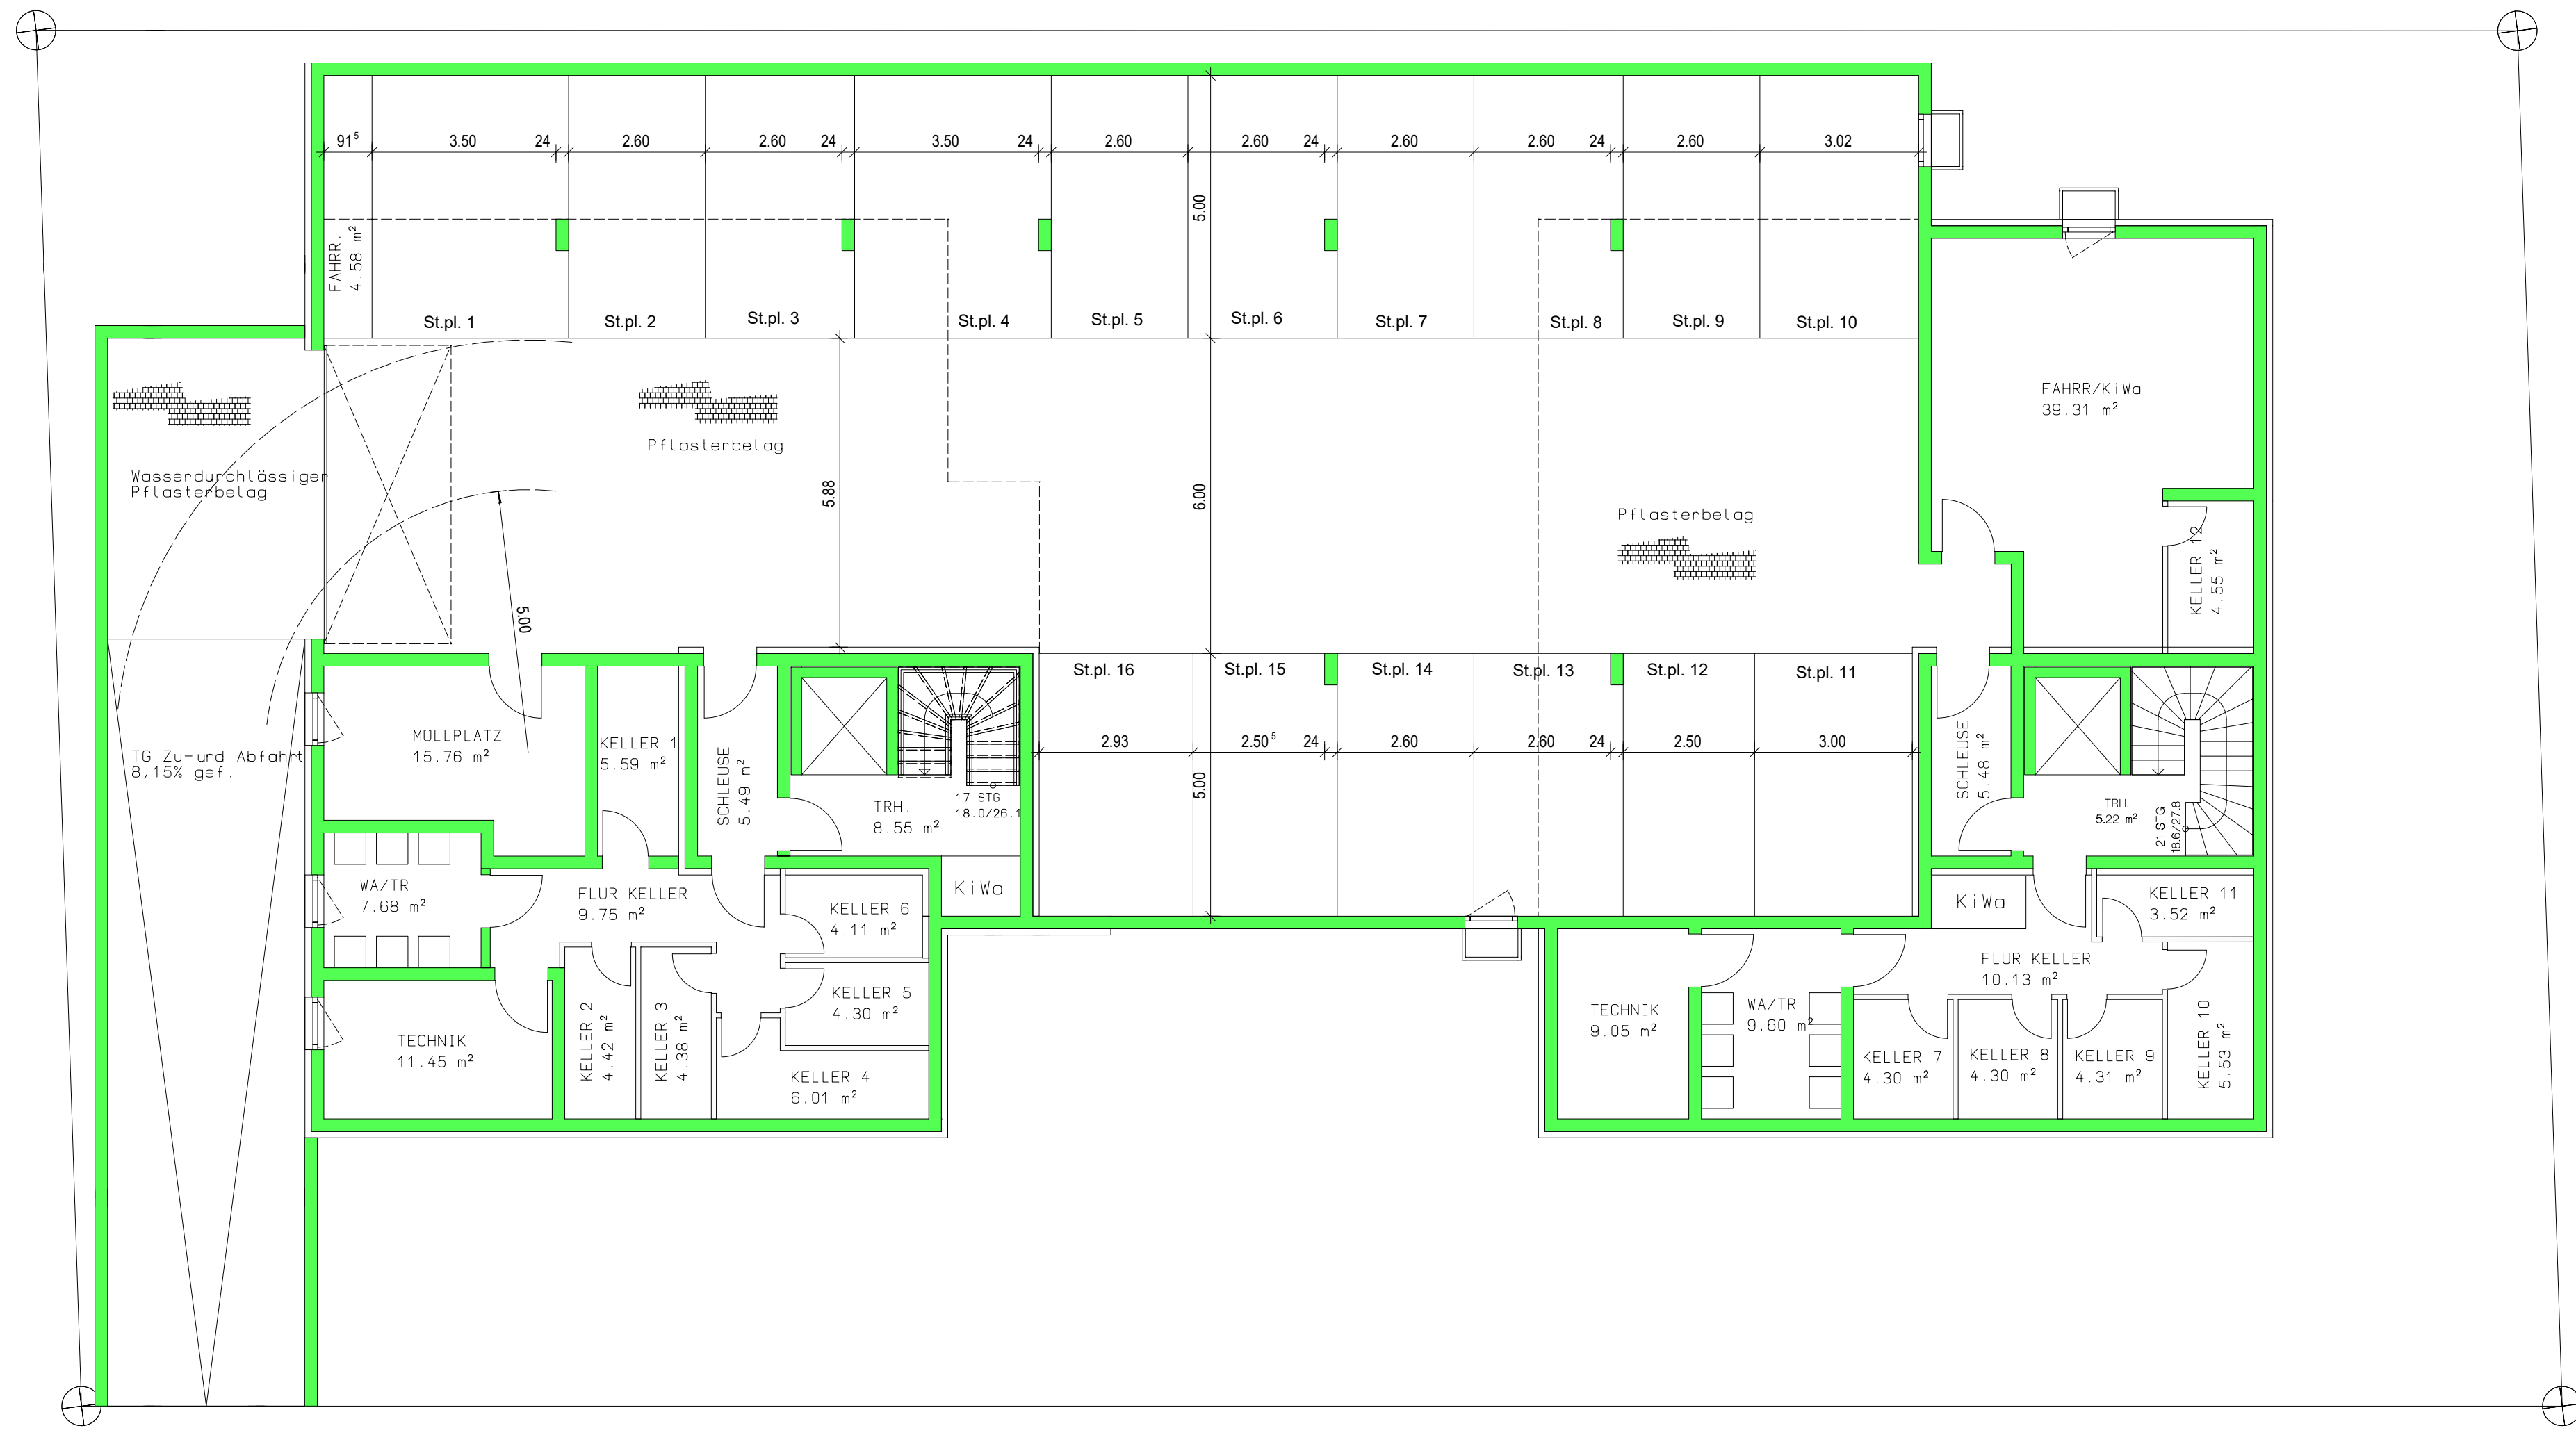 91⁵ 3.50 24 2.60 2.60 24 3.50 24 2.60 2.60 24 2.60 2.60 24 2.60 3.02
5.00
FAHRR.
4.58 m²
St.pl. 1
St.pl. 2
St.pl. 3
St.pl. 4
St.pl. 5
St.pl. 6
St.pl. 7
St.pl. 8
St.pl. 9
St.pl. 10
FAHRR/KiWa
39.31 m²
Pflasterbelag
Wasserdurchlässiger
Pflasterbelag
5.88
6.00
Pflasterbelag
5.00
KELLER 12
4.55 m²
St.pl. 16
St.pl. 15
St.pl. 14
St.pl. 13
St.pl. 12
St.pl. 11
2.93 2.50⁵ 24 2.60 2.60 24 2.50 3.00
5.00
TG Zu-und Abfahrt
8,15% gef.
MÜLLPLATZ
15.76 m²
KELLER 1
5.59 m²
SCHLEUSE
5.49 m²
TRH.
8.55 m²
17 STG
18.0/26.1
SCHLEUSE
5.48 m²
TRH.
5.22 m²
21 STG
18.6/27.8
WA/TR
7.68 m²
FLUR KELLER
9.75 m²
KELLER 6
4.11 m²
KiWa
KiWa
KELLER 11
3.52 m²
FLUR KELLER
10.13 m²
KELLER 5
4.30 m²
TECHNIK
11.45 m²
KELLER 2
4.42 m²
KELLER 3
4.38 m²
KELLER 4
6.01 m²
TECHNIK
9.05 m²
WA/TR
9.60 m²
KELLER 7
4.30 m²
KELLER 8
4.30 m²
KELLER 9
4.31 m²
KELLER 10
5.53 m²